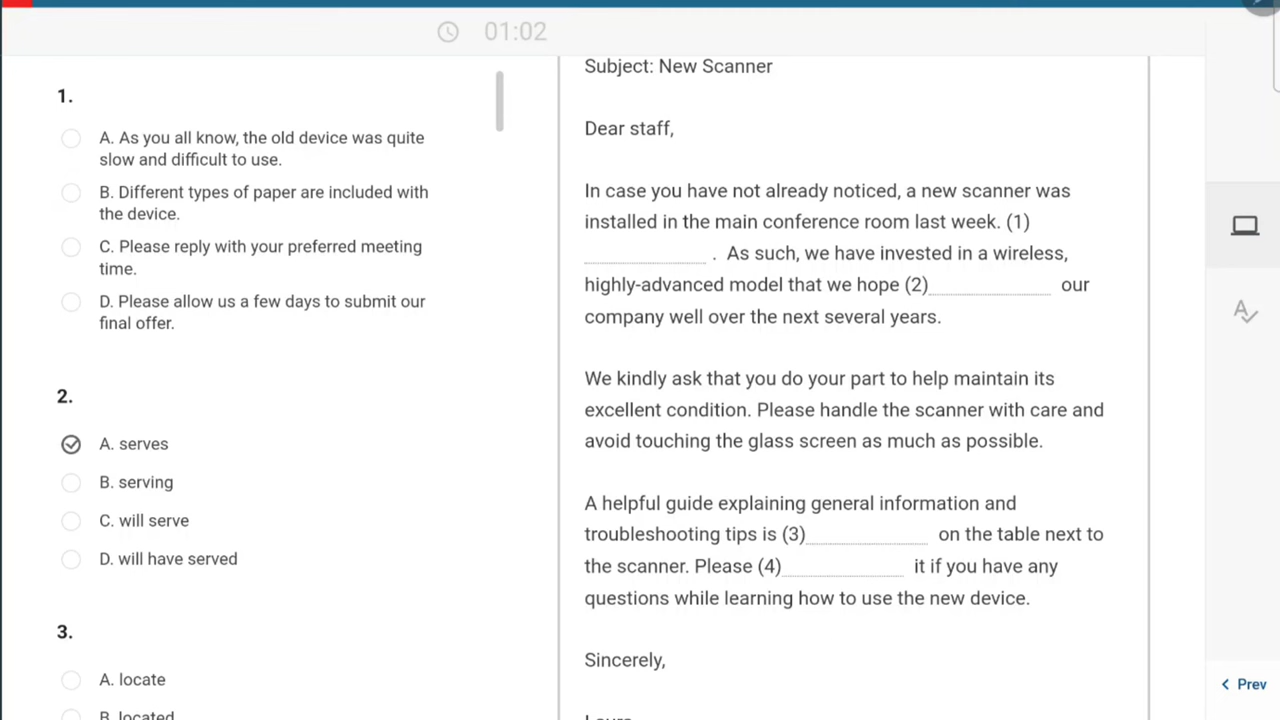 01:02
1.
A. As you all know, the old device was quite
slow and difficult to use.
B. Different types of paper are included with
the device.
C. Please reply with your preferred meeting
time.
D. Please allow us a few days to submit our
final offer.
2.
A. serves
B. serving
C. will serve
D. will have served
3.
A. locate
B. located
Subject: New Scanner
Dear staff,
In case you have not already noticed, a new scanner was
installed in the main conference room last week. (1)
. As such, we have invested in a wireless,
highly-advanced model that we hope (2) our
company well over the next several years.
We kindly ask that you do your part to help maintain its
excellent condition. Please handle the scanner with care and
avoid touching the glass screen as much as possible.
A helpful guide explaining general information and
troubleshooting tips is (3) on the table next to
the scanner. Please (4) it if you have any
questions while learning how to use the new device.
Sincerely,
Prev